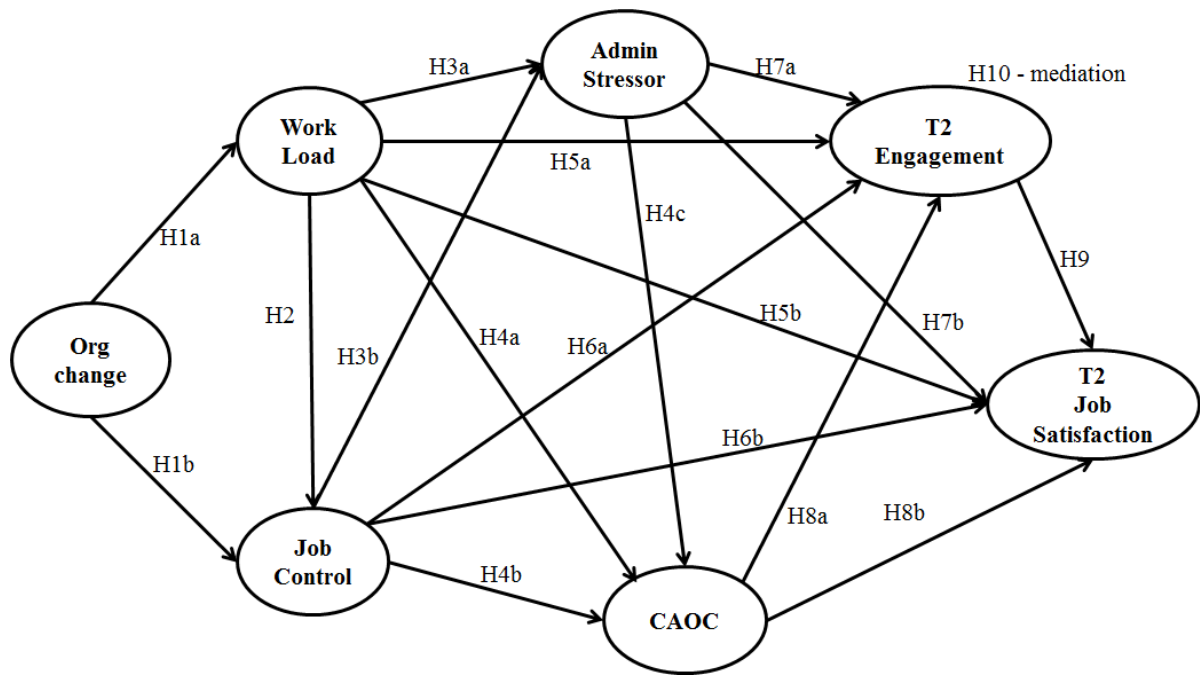 Admin
Stressor
H3a
H7a
H10 - mediation
Work
Load
T2
Engagement
H5a
H4c
H1a
H9
H2
H5b
H7b
Org
change
H3b
H4a
H6a
T2
Job
Satisfaction
H6b
H1b
H8a
H8b
Job
Control
H4b
CAOC